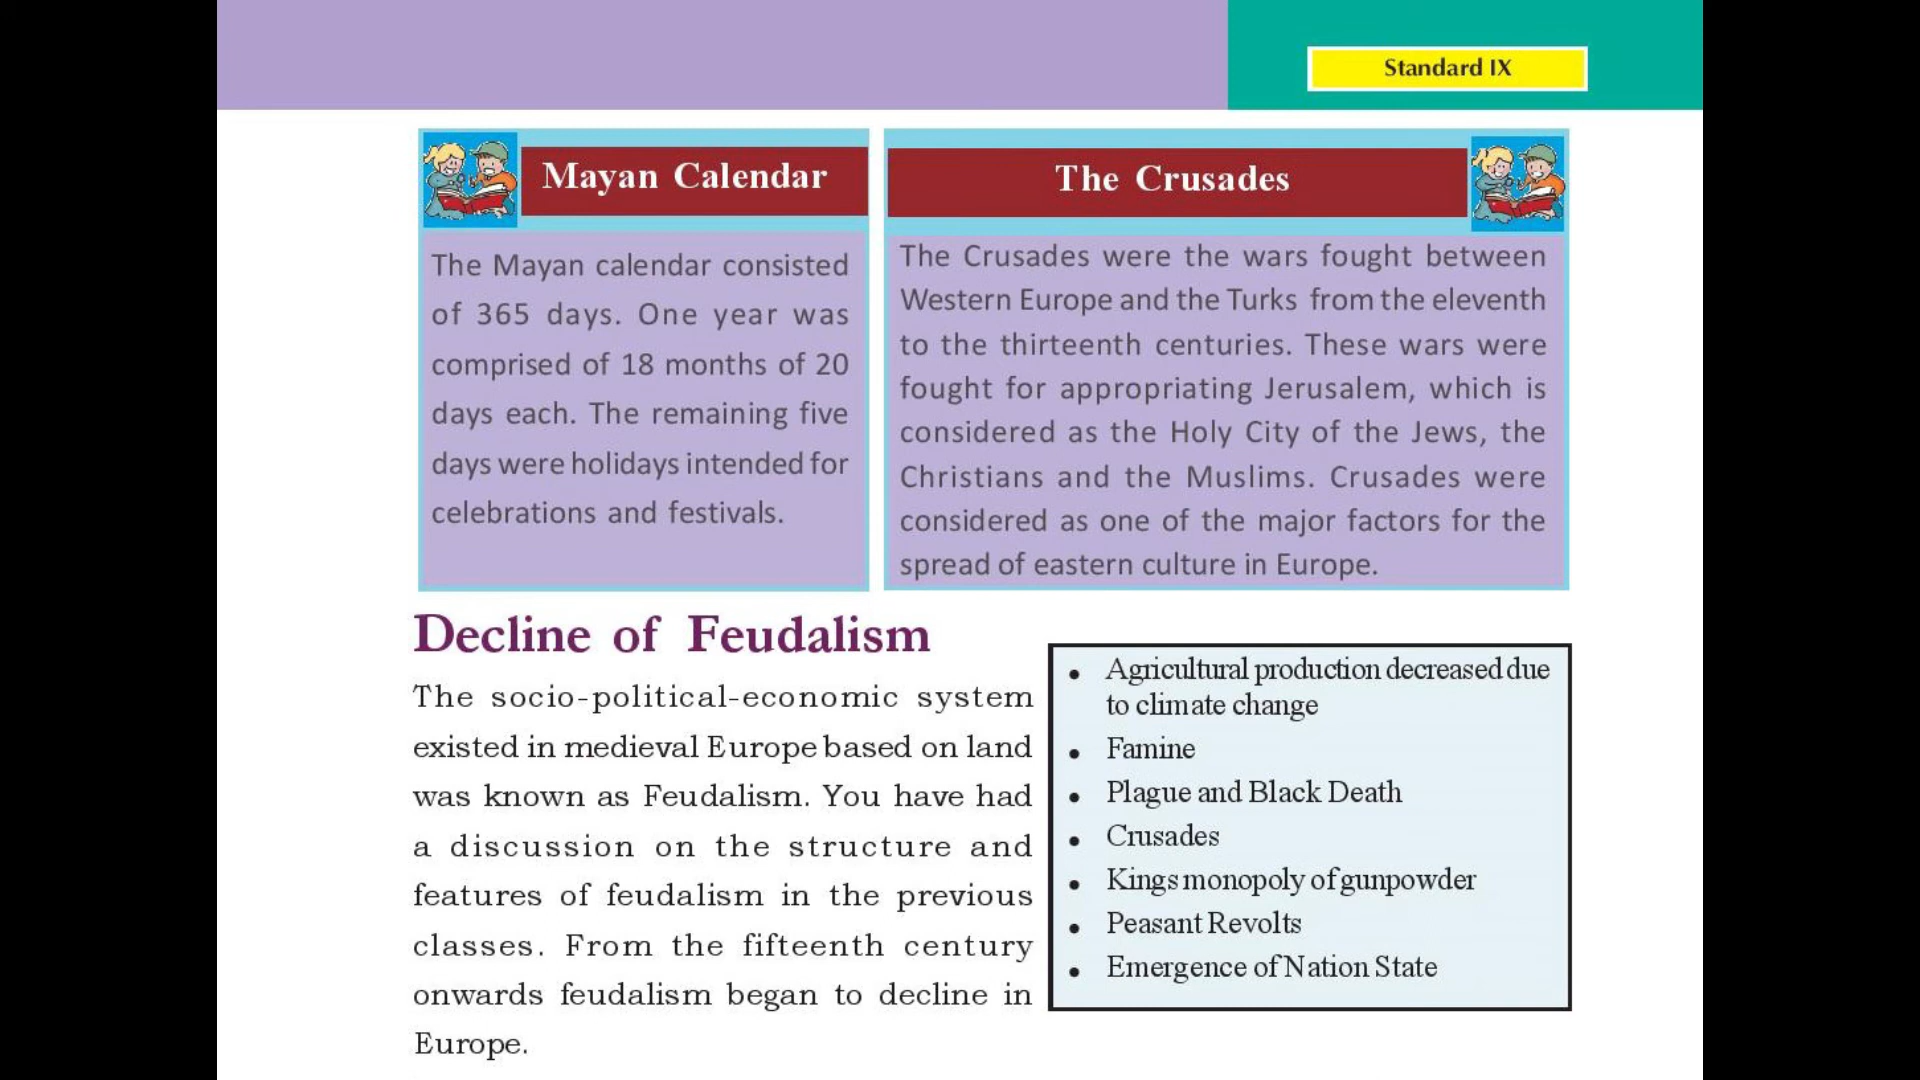 Standard IX
Mayan Calendar
The Mayan calendar consisted
of 365 days. One year was
comprised of 18 months of 20
days each. The remaining five
days were holidays intended for
celebrations and festivals.
The Crusades
The Crusades were the wars fought between
Western Europe and the Turks from the eleventh
to the thirteenth centuries. These wars were
fought for appropriating Jerusalem, which is
considered as the Holy City of the Jews, the
Christians and the Muslims. Crusades were
considered as one of the major factors for the
spread of eastern culture in Europe.
Decline of Feudalism
The socio-political-economic system
existed in medieval Europe based on land
was known as Feudalism. You have had
a discussion on the structure and
features of feudalism in the previous
classes. From the fifteenth century
onwards feudalism began to decline in
Europe.
• Agricultural production decreased due
to climate change
• Famine
• Plague and Black Death
• Crusades
• Kings monopoly of gunpowder
• Peasant Revolts
• Emergence of Nation State